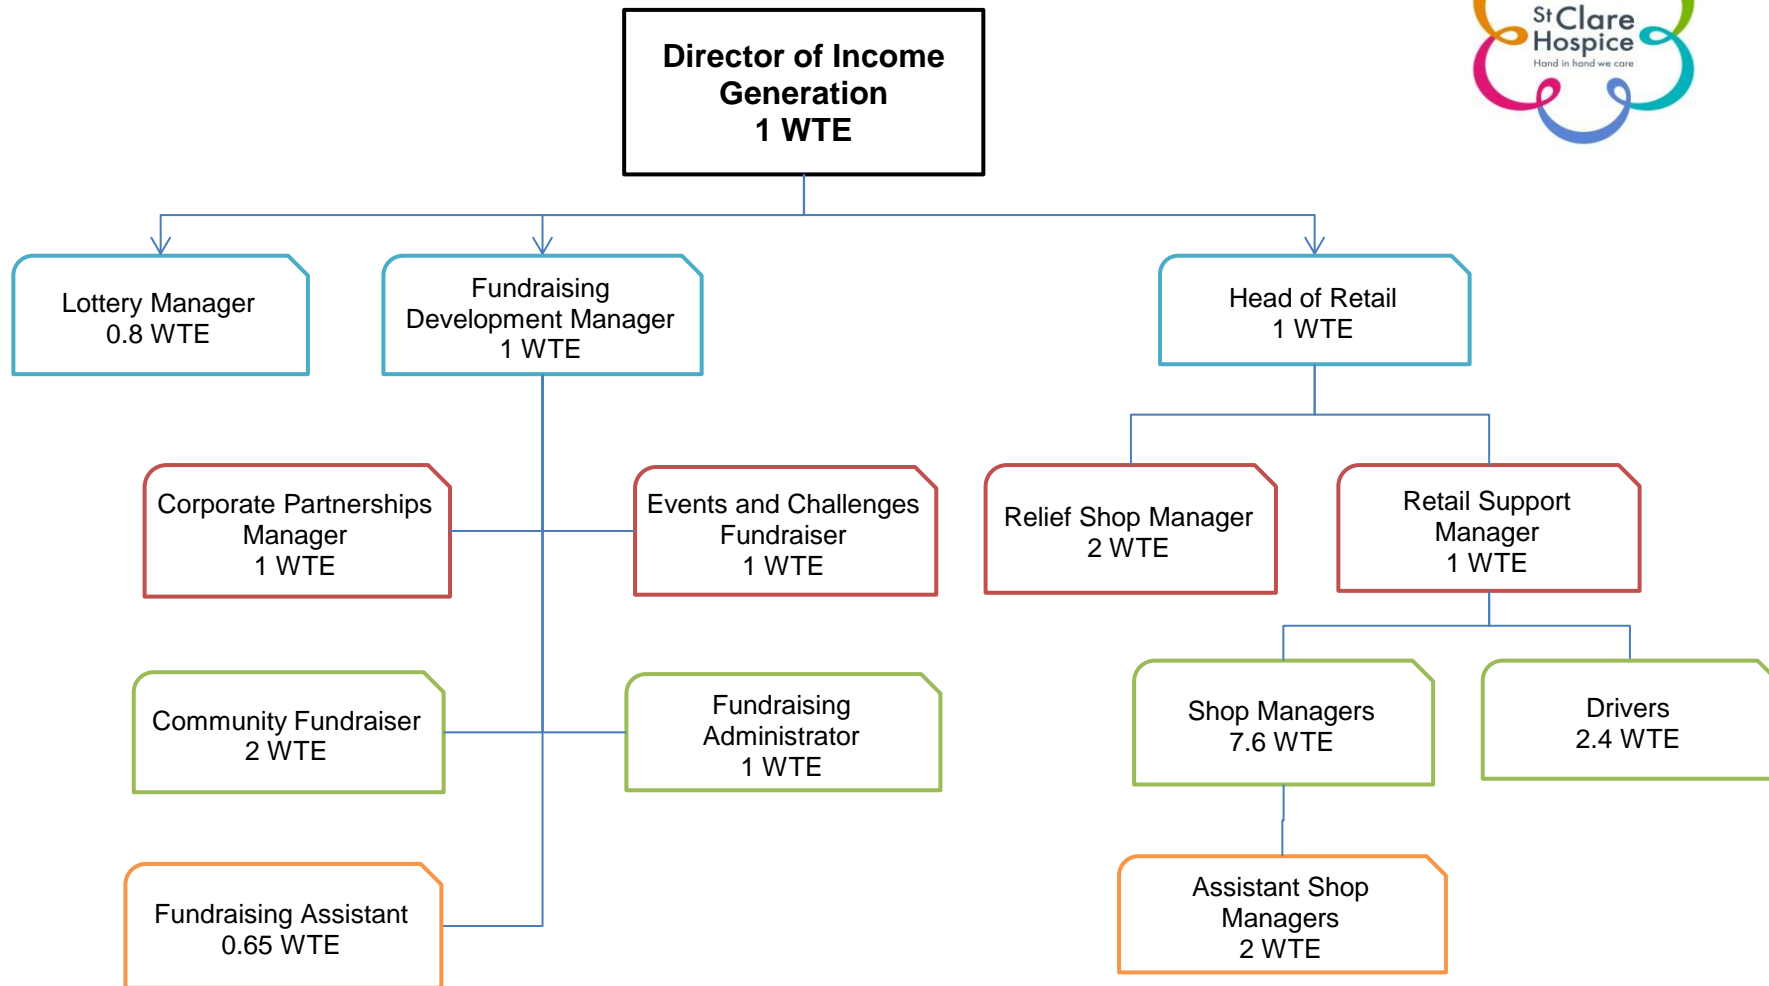 Director of Income
Generation
1 WTE
St Clare
Hospice
Hand in hand we care
Lottery Manager
0.8 WTE
Fundraising
Development Manager
1 WTE
Head of Retail
1 WTE
Corporate Partnerships
Manager
1 WTE
Events and Challenges
Fundraiser
1 WTE
Relief Shop Manager
2 WTE
Retail Support
Manager
1 WTE
Community Fundraiser
2 WTE
Fundraising
Administrator
1 WTE
Shop Managers
7.6 WTE
Drivers
2.4 WTE
Fundraising Assistant
0.65 WTE
Assistant Shop
Managers
2 WTE